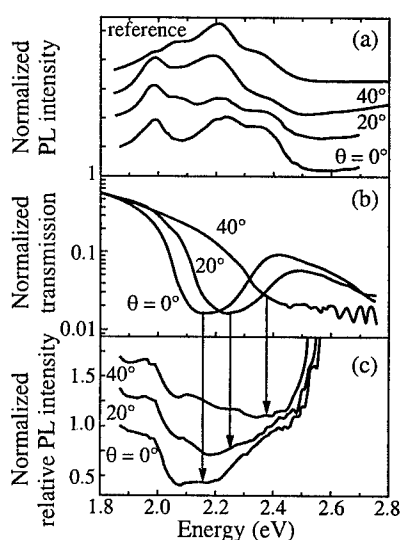 reference
(a)
40°
20°
θ = 0°
Normalized
PL intensity
1
(b)
40°
20°
θ = 0°
Normalized
transmission
0.1
0.01
(c)
40°
20°
θ = 0°
Normalized
relative PL intensity
1.5
1.0
0.5
1.8 2.0 2.2 2.4 2.6 2.8
Energy (eV)